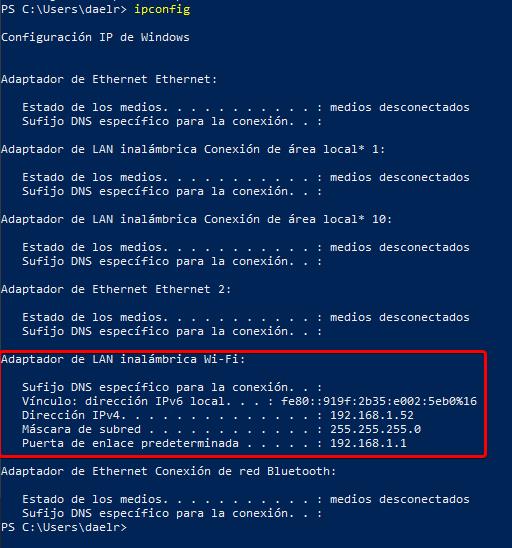 PS C:\Users\daelr> ipconfig
Configuración IP de Windows
Adaptador de Ethernet Ethernet:
Estado de los medios. . . . . . . . . . . : medios desconectados
Sufijo DNS específico para la conexión. . :
Adaptador de LAN inalámbrica Conexión de área local* 1:
Estado de los medios. . . . . . . . . . . : medios desconectados
Sufijo DNS específico para la conexión. . :
Adaptador de LAN inalámbrica Conexión de área local* 10:
Estado de los medios. . . . . . . . . . . : medios desconectados
Sufijo DNS específico para la conexión. . :
Adaptador de Ethernet Ethernet 2:
Estado de los medios. . . . . . . . . . . : medios desconectados
Sufijo DNS específico para la conexión. . :
Adaptador de LAN inalámbrica Wi-Fi:
Sufijo DNS específico para la conexión. . :
Vínculo: dirección IPv6 local. . . : fe80::919f:2b35:e002:5eb0%16
Dirección IPv4. . . . . . . . . . . . . . : 192.168.1.52
Máscara de subred . . . . . . . . . . . . : 255.255.255.0
Puerta de enlace predeterminada . . . . . : 192.168.1.1
Adaptador de Ethernet Conexión de red Bluetooth:
Estado de los medios. . . . . . . . . . . : medios desconectados
Sufijo DNS específico para la conexión. . :
PS C:\Users\daelr>